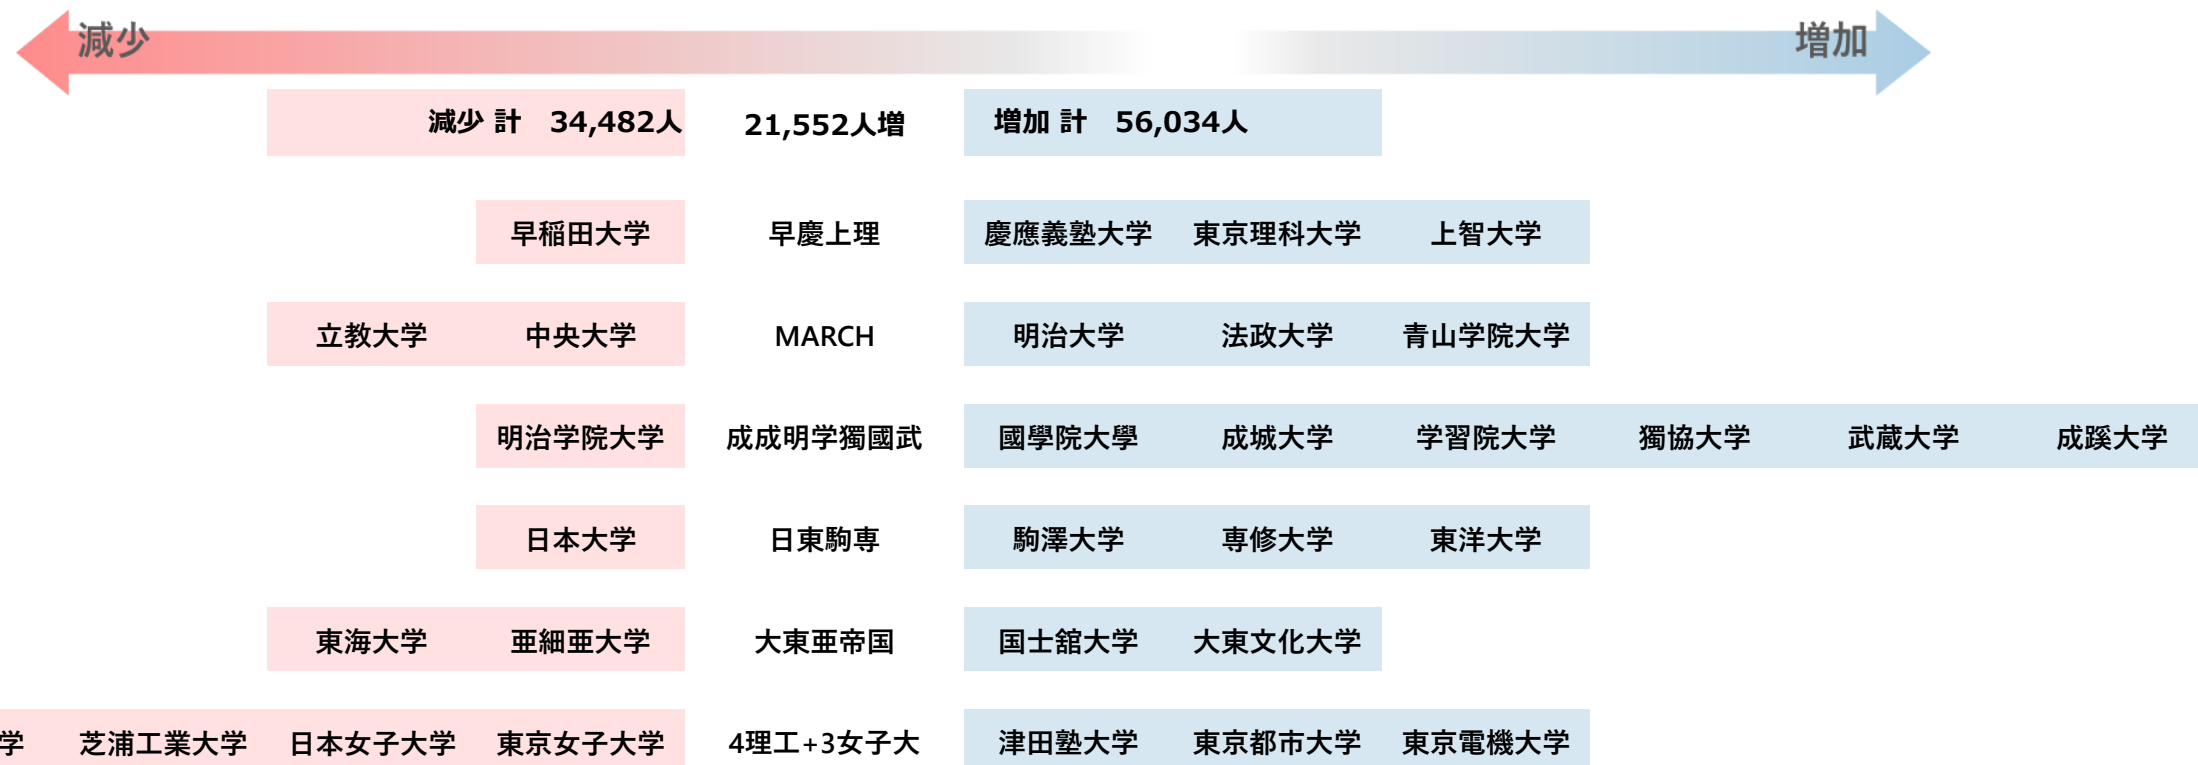 減少 増加
減少 計 34,482人 21,552人増 増加 計 56,034人
早稲田大学 早慶上理 慶應義塾大学 東京理科大学 上智大学
立教大学 中央大学 MARCH 明治大学 法政大学 青山学院大学
明治学院大学 成成明学獨國武 國學院大學 成城大学 学習院大学 獨協大学 武蔵大学 成蹊大学
日本大学 日東駒専 駒澤大学 専修大学 東洋大学
東海大学 亜細亜大学 大東亜帝国 国士舘大学 大東文化大学
学 芝浦工業大学 日本女子大学 東京女子大学 4理工+3女子大 津田塾大学 東京都市大学 東京電機大学